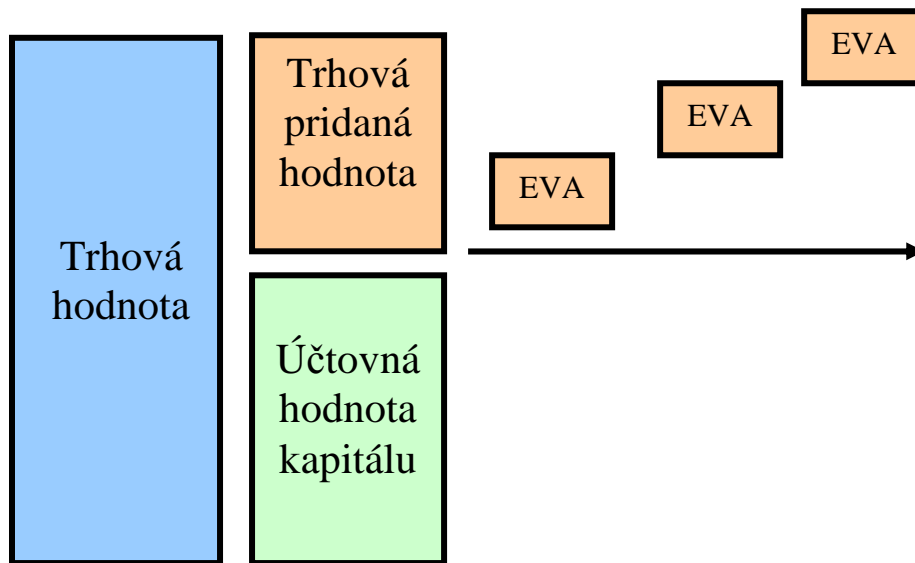 Trhová
hodnota
Trhová
pridaná
hodnota
Účtovná
hodnota
kapitálu
EVA
EVA
EVA